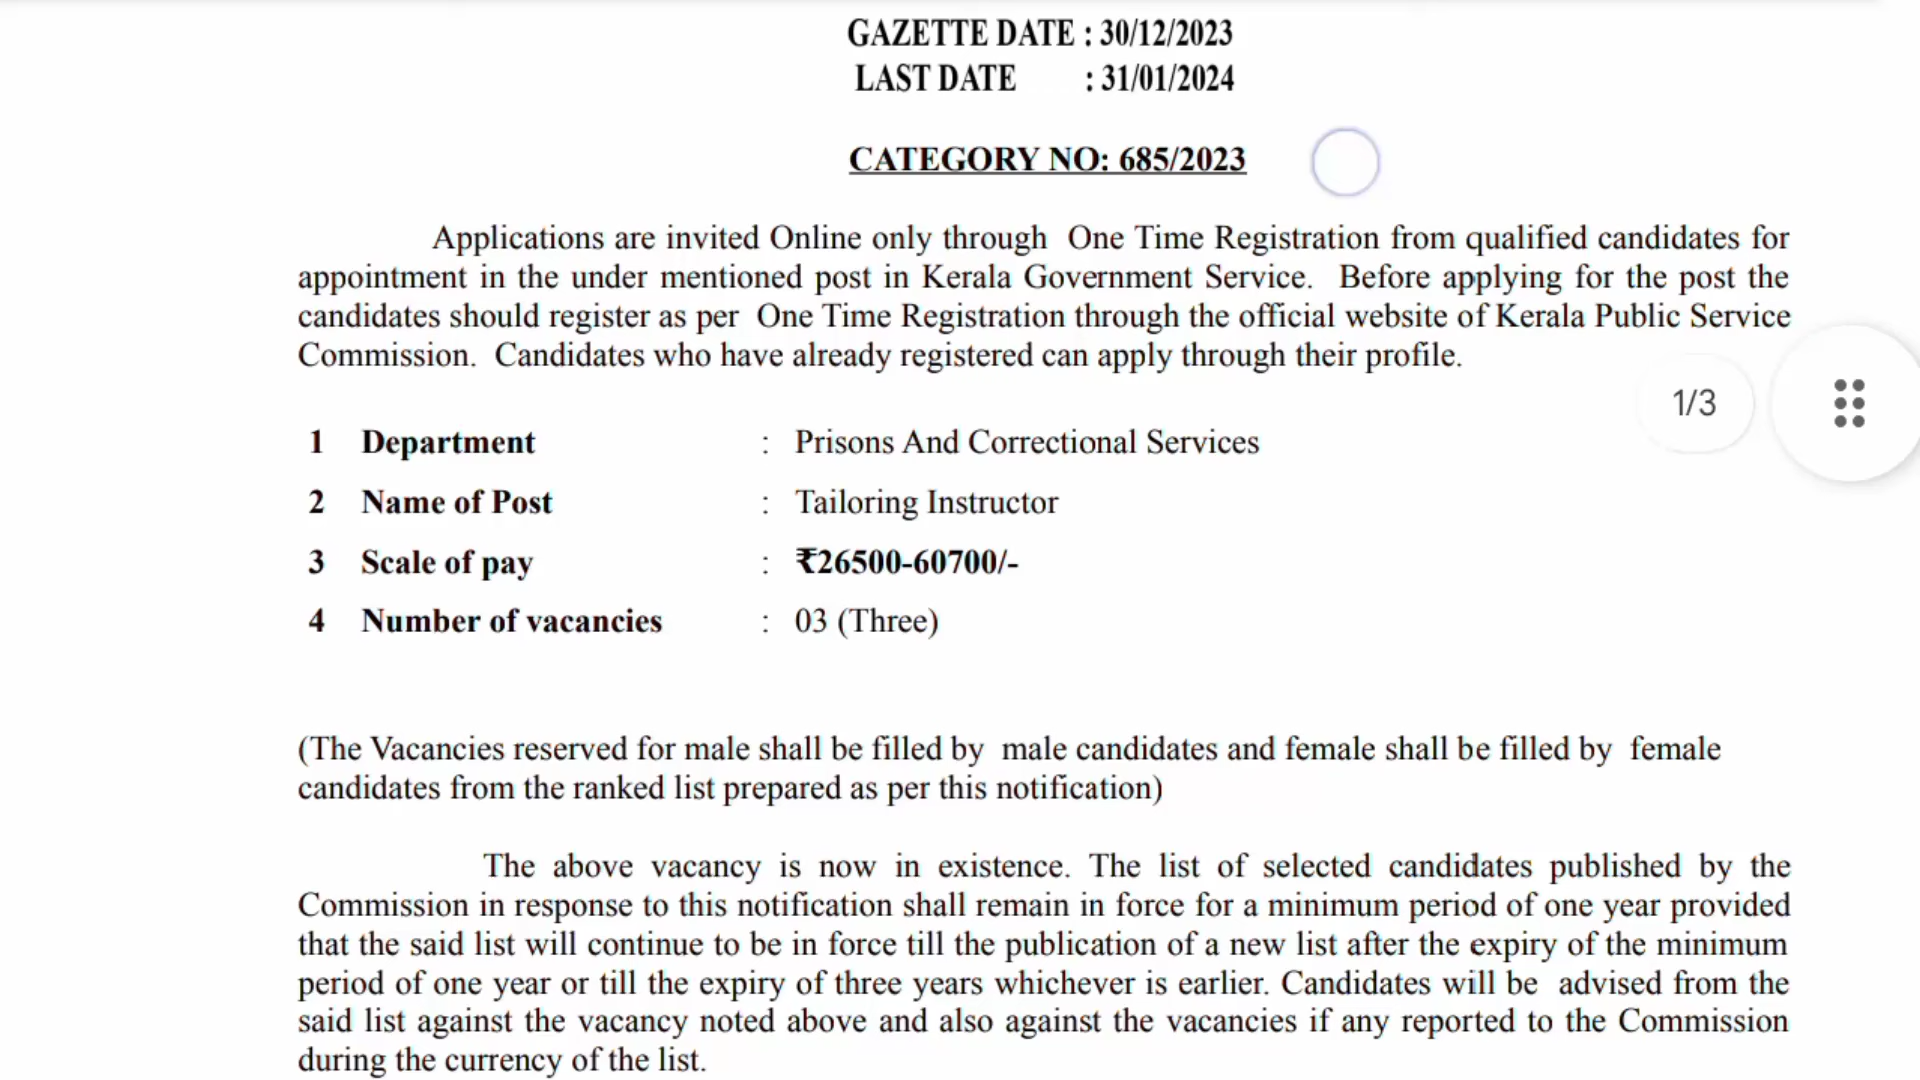 GAZETTE DATE : 30/12/2023
LAST DATE : 31/01/2024
CATEGORY NO: 685/2023
Applications are invited Online only through One Time Registration from qualified candidates for
appointment in the under mentioned post in Kerala Government Service. Before applying for the post the
candidates should register as per One Time Registration through the official website of Kerala Public Service
Commission. Candidates who have already registered can apply through their profile.
1/3
1 Department : Prisons And Correctional Services
2 Name of Post : Tailoring Instructor
3 Scale of pay : ₹26500-60700/-
4 Number of vacancies : 03 (Three)
(The Vacancies reserved for male shall be filled by male candidates and female shall be filled by female
candidates from the ranked list prepared as per this notification)
The above vacancy is now in existence. The list of selected candidates published by the
Commission in response to this notification shall remain in force for a minimum period of one year provided
that the said list will continue to be in force till the publication of a new list after the expiry of the minimum
period of one year or till the expiry of three years whichever is earlier. Candidates will be advised from the
said list against the vacancy noted above and also against the vacancies if any reported to the Commission
during the currency of the list.